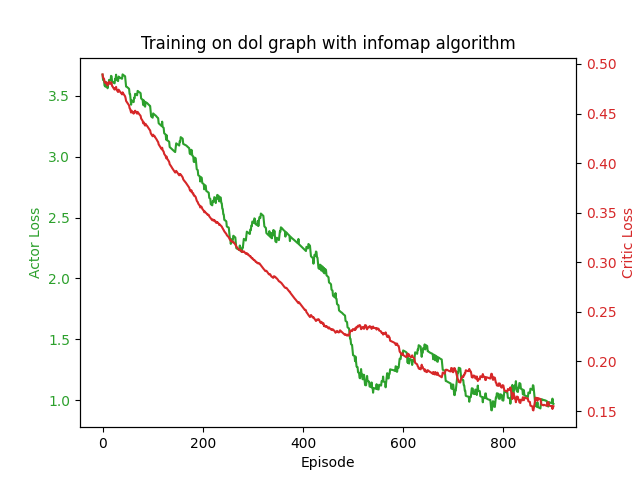 Training on dol graph with infomap algorithm
Actor Loss
3.5
3.0
2.5
2.0
1.5
1.0
0.50
0.45
0.40
0.35
0.30
0.25
0.20
0.15
Critic Loss
0 200 400 600 800
Episode